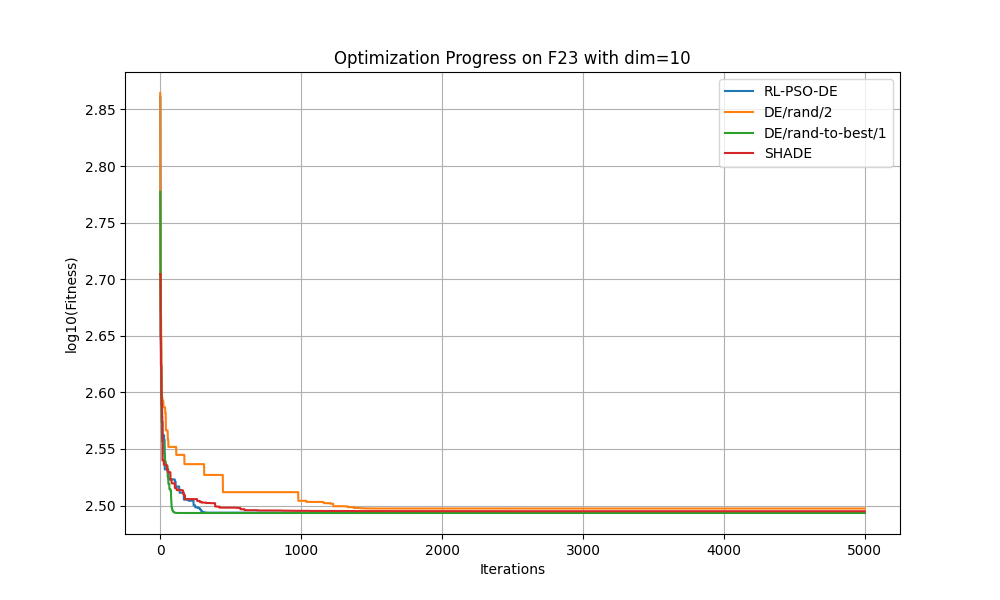 Optimization Progress on F23 with dim=10
RL-PSO-DE
DE/rand/2
DE/rand-to-best/1
SHADE
log10(Fitness)
2.85
2.80
2.75
2.70
2.65
2.60
2.55
2.50
0
1000
2000
3000
4000
5000
Iterations